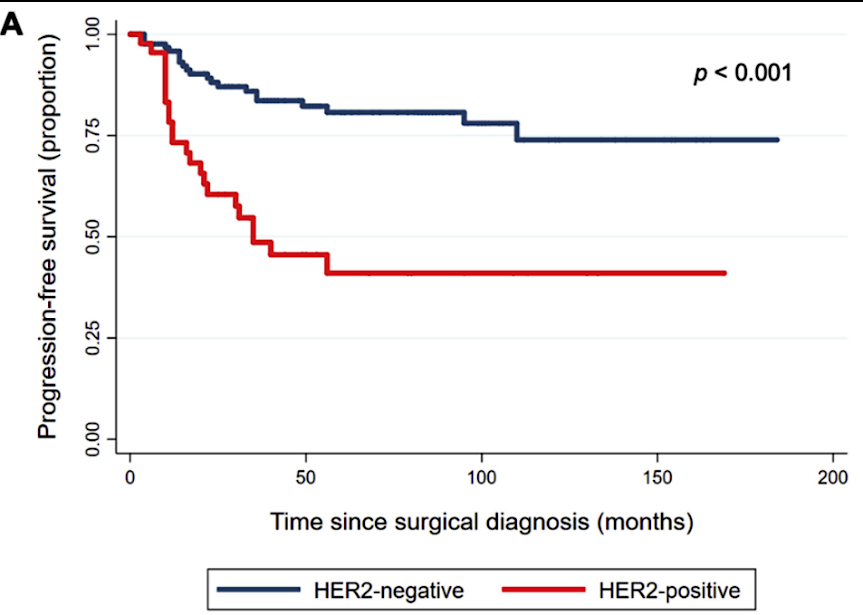 A
Progression-free survival (proportion)
1.00
0.75
0.50
0.25
0.00
p < 0.001
0 50 100 150 200
Time since surgical diagnosis (months)
HER2-negative HER2-positive